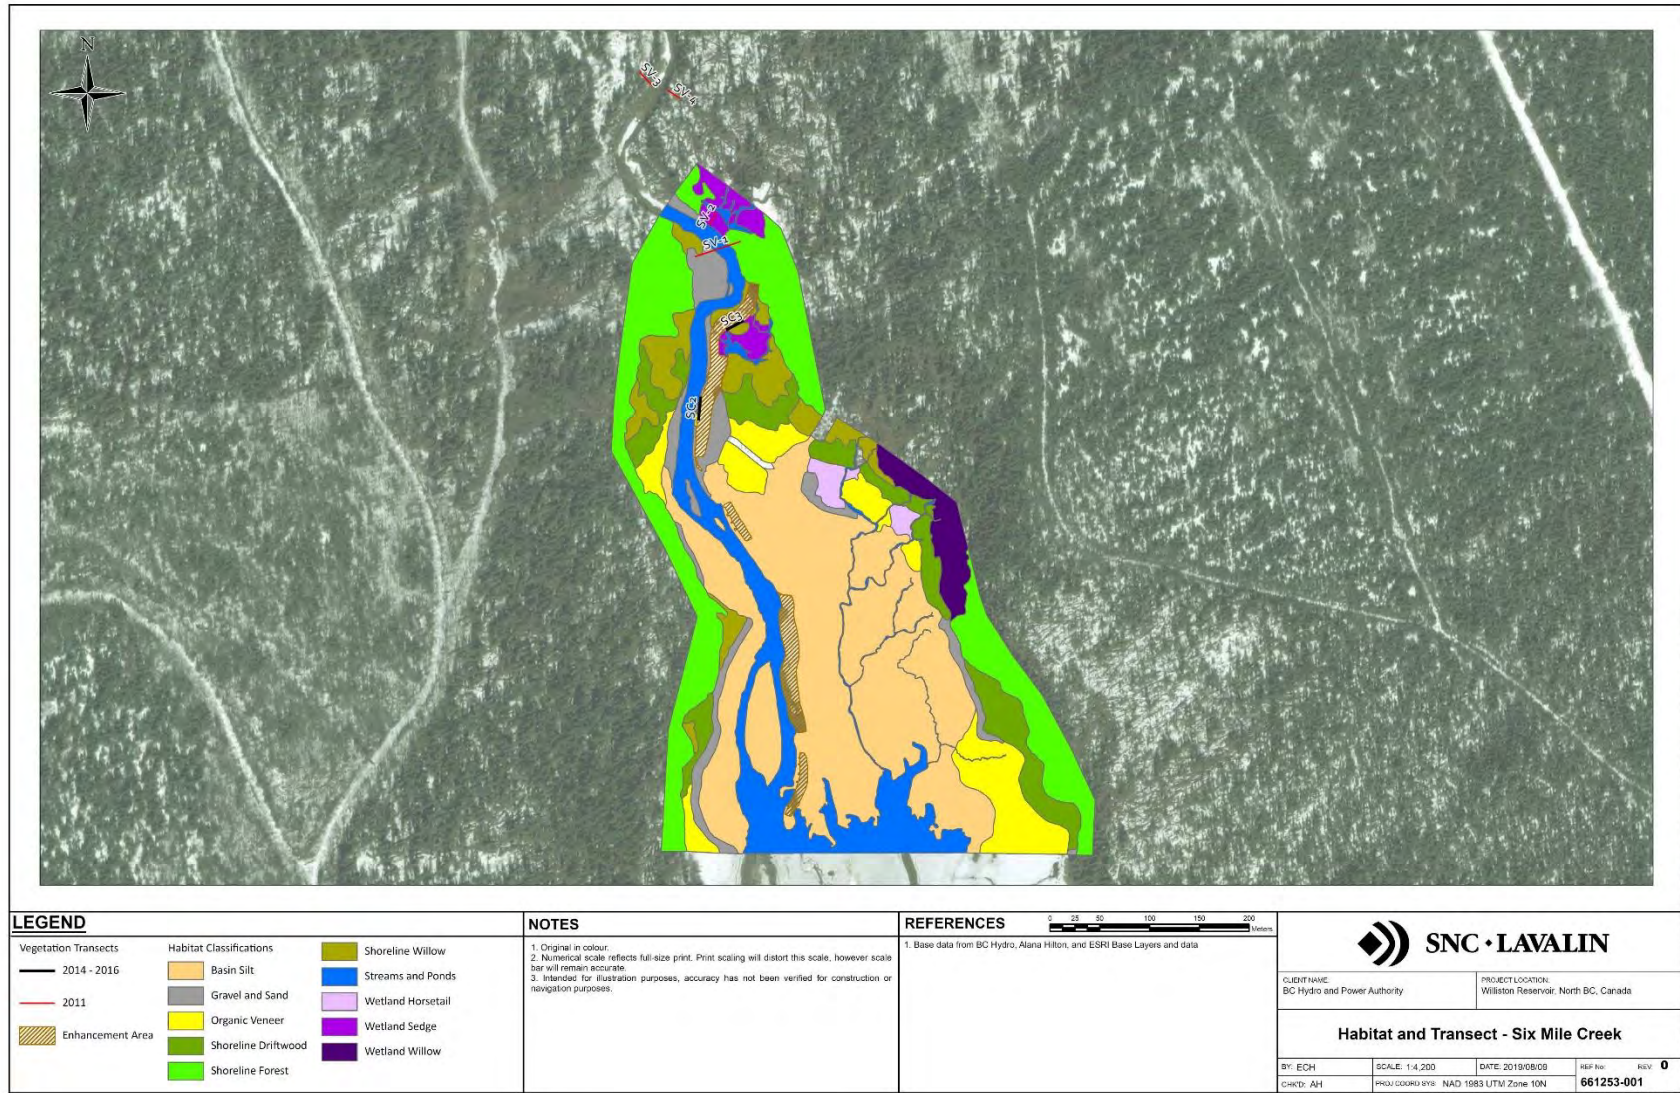 N
SV-3
SV-4
SV-2
SV-1
SC3
SC2
LEGEND
Vegetation Transects
2014 - 2016
2011
Enhancement Area
Habitat Classifications
Basin Silt
Gravel and Sand
Organic Veneer
Shoreline Driftwood
Shoreline Forest
Shoreline Willow
Streams and Ponds
Wetland Horsetail
Wetland Sedge
Wetland Willow
NOTES
1. Original in colour.
2. Numerical scale reflects full-size print. Print scaling will distort this scale, however scale
bar will remain accurate.
3. Intended for illustration purposes, accuracy has not been verified for construction or
navigation purposes.
REFERENCES
0 25 50 100 150 200
Meters
1. Base data from BC Hydro, Alana Hilton, and ESRI Base Layers and data
SNC • LAVALIN
CLIENT NAME:
BC Hydro and Power Authority
PROJECT LOCATION:
Williston Reservoir, North BC, Canada
Habitat and Transect - Six Mile Creek
BY: ECH
SCALE: 1:4,200
DATE: 2019/08/09
REF No:
REV: 0
CHK'D: AH
PROJ COORD SYS: NAD 1983 UTM Zone 10N
661253-001